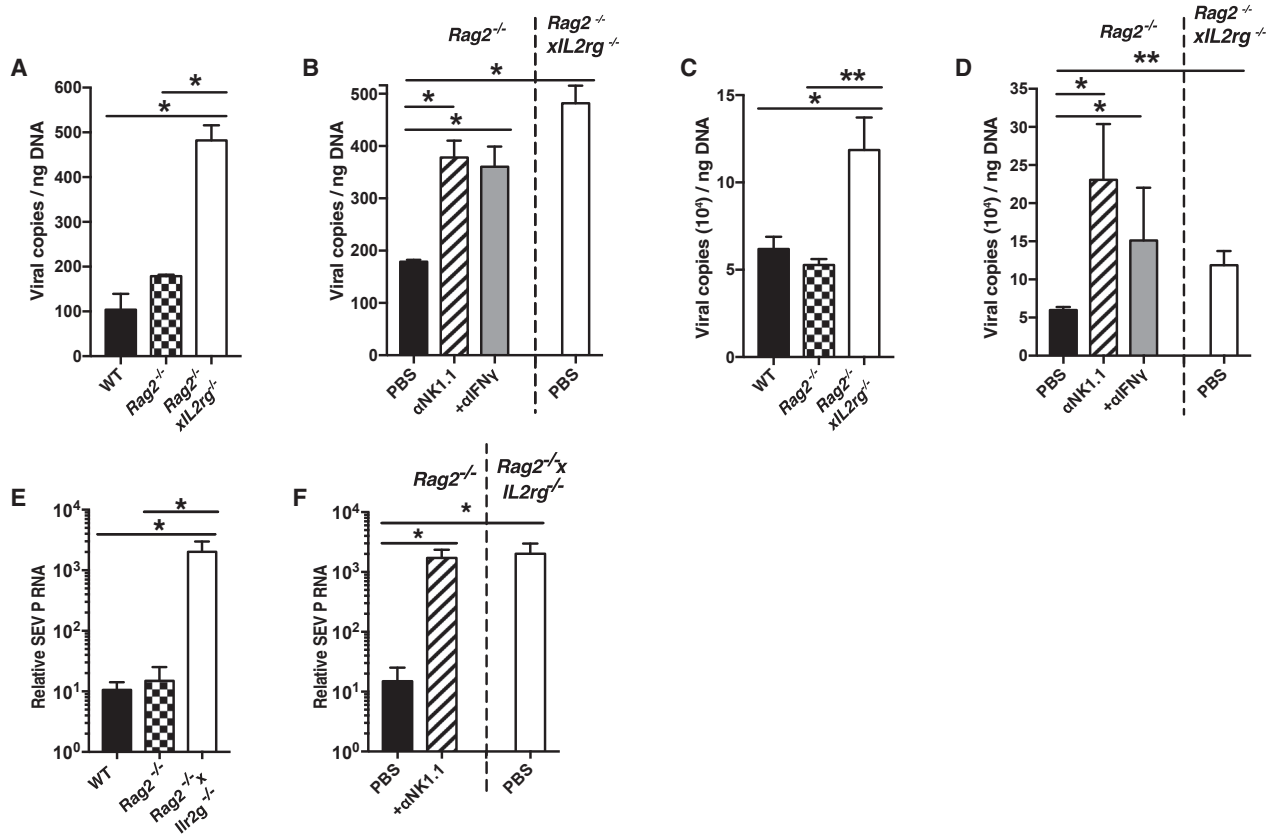 A
Viral copies / ng DNA
600
500
400
300
200
100
0
*
*
WT
Rag2-/-
Rag2-/-
xIL2rg-/-
B
Rag2-/-
Rag2 -/-
xIL2rg -/-
Viral copies / ng DNA
500
400
300
200
100
0
*
*
*
PBS
αNK1.1
+αIFNγ
PBS
C
Viral copies (10⁴) / ng DNA
15
10
5
0
**
*
WT
Rag2-/-
Rag2-/-
xIL2rg-/-
D
Rag2-/-
Rag2 -/-
xIL2rg -/-
Viral copies (10⁴) / ng DNA
35
30
25
20
15
10
5
0
**
*
*
PBS
αNK1.1
+αIFNγ
PBS
E
Relative SEV P RNA
10⁴
10³
10²
10¹
10⁰
*
*
WT
Rag2-/-
Rag2-/-x
Ilr2g-/-
F
Rag2-/-
Rag2-/-x
IL2rg-/-
Relative SEV P RNA
10⁴
10³
10²
10¹
10⁰
*
*
PBS
+αNK1.1
PBS